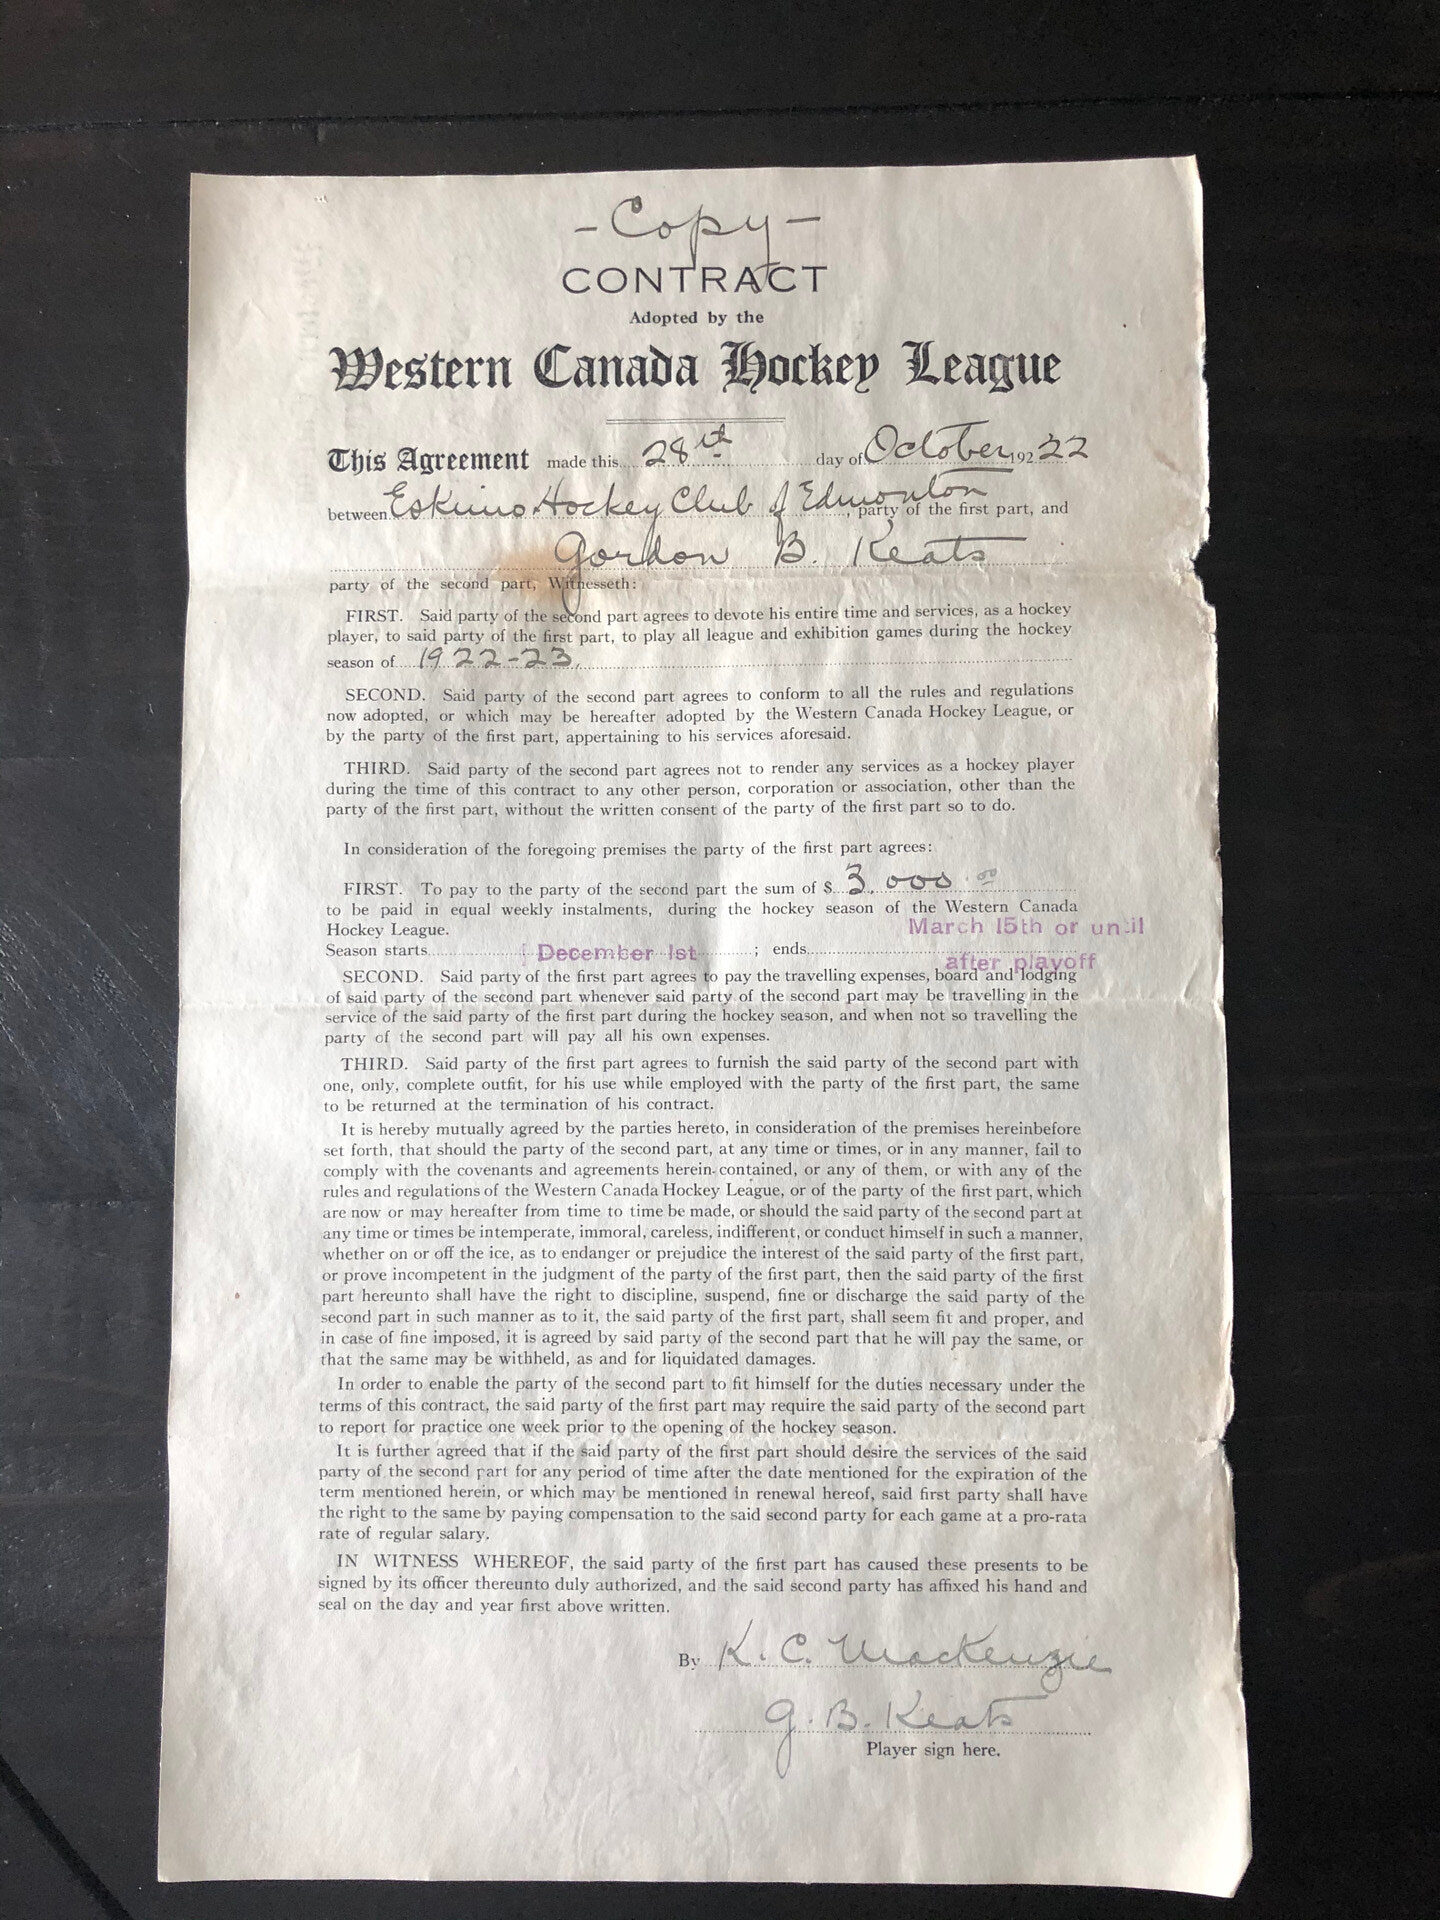 - Copy -
CONTRACT
Adopted by the
Western Canada Hockey League
This Agreement made this 28th day of October 192 22
between Eskimo Hockey Club of Edmonton, party of the first part, and
Gordon B. Keats
party of the second part, Witnesseth:
FIRST. Said party of the second part agrees to devote his entire time and services, as a hockey
player, to said party of the first part, to play all league and exhibition games during the hockey
season of 1922-23.
SECOND. Said party of the second part agrees to conform to all the rules and regulations
now adopted, or which may be hereafter adopted by the Western Canada Hockey League, or
by the party of the first part, appertaining to his services aforesaid.
THIRD. Said party of the second part agrees not to render any services as a hockey player
during the time of this contract to any other person, corporation or association, other than the
party of the first part, without the written consent of the party of the first part so to do.
In consideration of the foregoing premises the party of the first part agrees:
FIRST. To pay to the party of the second part the sum of $ 3,000.00
to be paid in equal weekly instalments, during the hockey season of the Western Canada
Hockey League.
March 15th or until
Season starts December 1st ; ends
after playoff
SECOND. Said party of the first part agrees to pay the travelling expenses, board and lodging
of said party of the second part whenever said party of the second part may be travelling in the
service of the said party of the first part during the hockey season, and when not so travelling the
party of the second part will pay all his own expenses.
THIRD. Said party of the first part agrees to furnish the said party of the second part with
one, only, complete outfit, for his use while employed with the party of the first part, the same
to be returned at the termination of his contract.
It is hereby mutually agreed by the parties hereto, in consideration of the premises hereinbefore
set forth, that should the party of the second part, at any time or times, or in any manner, fail to
comply with the covenants and agreements herein contained, or any of them, or with any of the
rules and regulations of the Western Canada Hockey League, or of the party of the first part, which
are now or may hereafter from time to time be made, or should the said party of the second part at
any time or times be intemperate, immoral, careless, indifferent, or conduct himself in such a manner,
whether on or off the ice, as to endanger or prejudice the interest of the said party of the first part,
or prove incompetent in the judgment of the party of the first part, then the said party of the first
part hereunto shall have the right to discipline, suspend, fine or discharge the said party of the
second part in such manner as to it, the said party of the first part, shall seem fit and proper, and
in case of fine imposed, it is agreed by said party of the second part that he will pay the same, or
that the same may be withheld, as and for liquidated damages.
In order to enable the party of the second part to fit himself for the duties necessary under the
terms of this contract, the said party of the first part may require the said party of the second part
to report for practice one week prior to the opening of the hockey season.
It is further agreed that if the said party of the first part should desire the services of the said
party of the second part for any period of time after the date mentioned for the expiration of the
term mentioned herein, or which may be mentioned in renewal hereof, said first party shall have
the right to the same by paying compensation to the said second party for each game at a pro-rata
rate of regular salary.
IN WITNESS WHEREOF, the said party of the first part has caused these presents to be
signed by its officer thereunto duly authorized, and the said second party has affixed his hand and
seal on the day and year first above written.
By K. C. Mackenzie
G. B. Keats
Player sign here.